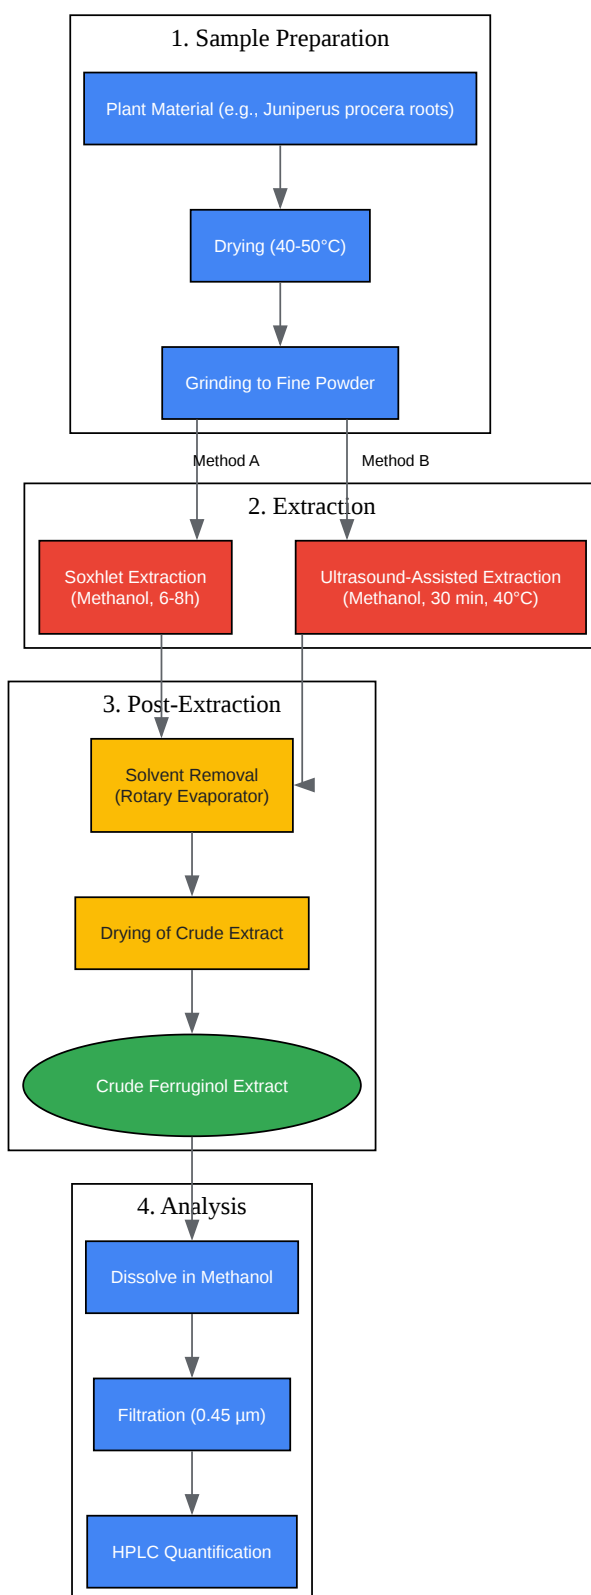 1. Sample Preparation
Plant Material (e.g., Juniperus procera roots)
Drying (40-50°C)
Grinding to Fine Powder
Method A
Method B
2. Extraction
Soxhlet Extraction
(Methanol, 6-8h)
Ultrasound-Assisted Extraction
(Methanol, 30 min, 40°C)
3. Post-Extraction
Solvent Removal
(Rotary Evaporator)
Drying of Crude Extract
Crude Ferruginol Extract
4. Analysis
Dissolve in Methanol
Filtration (0.45 µm)
HPLC Quantification